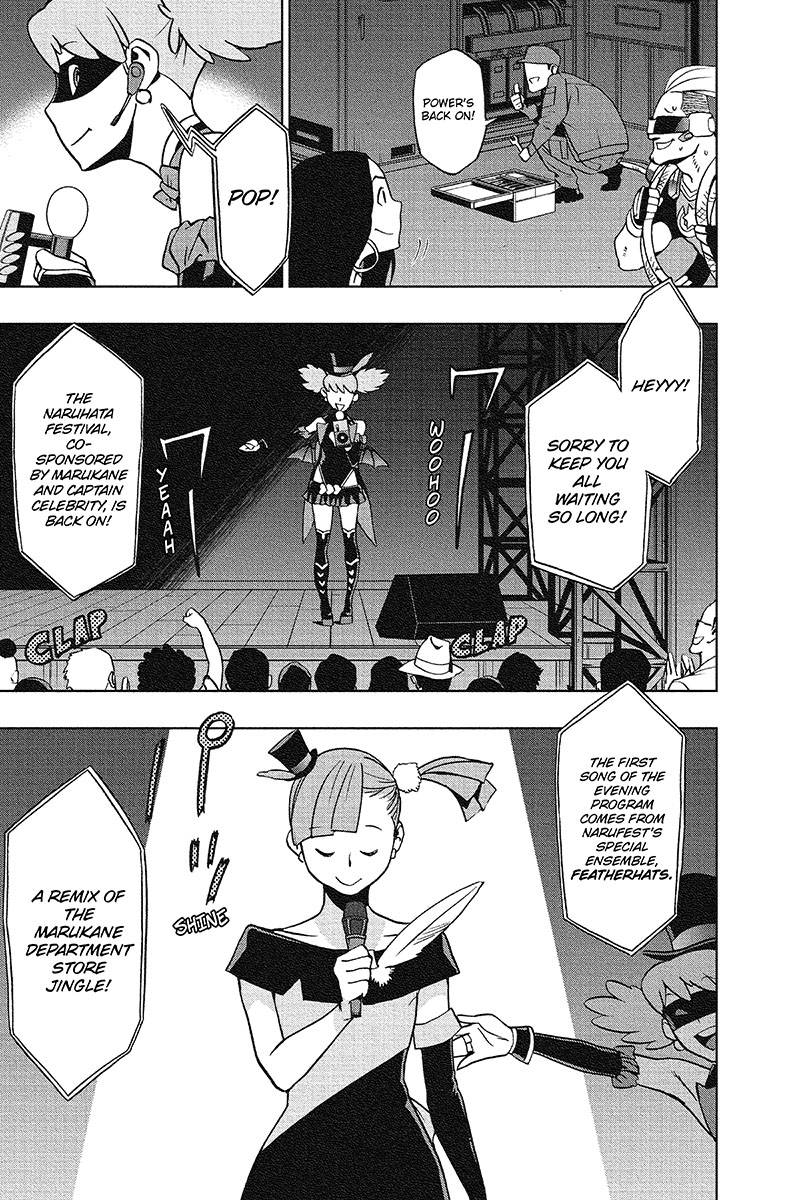 POWER'S
BACK ON!
POP!
HEYYY!
SORRY TO
KEEP YOU
ALL
WAITING
SO LONG!
WOOHOO
YEAAH
THE
NARUHATA
FESTIVAL,
CO-
SPONSORED
BY MARUKANE
AND CAPTAIN
CELEBRITY, IS
BACK ON!
CLAP
CLAP
THE FIRST
SONG OF THE
EVENING
PROGRAM
COMES FROM
NARUFEST'S
SPECIAL
ENSEMBLE,
FEATHERHATS.
SHINE
A REMIX OF
THE
MARUKANE
DEPARTMENT
STORE
JINGLE!